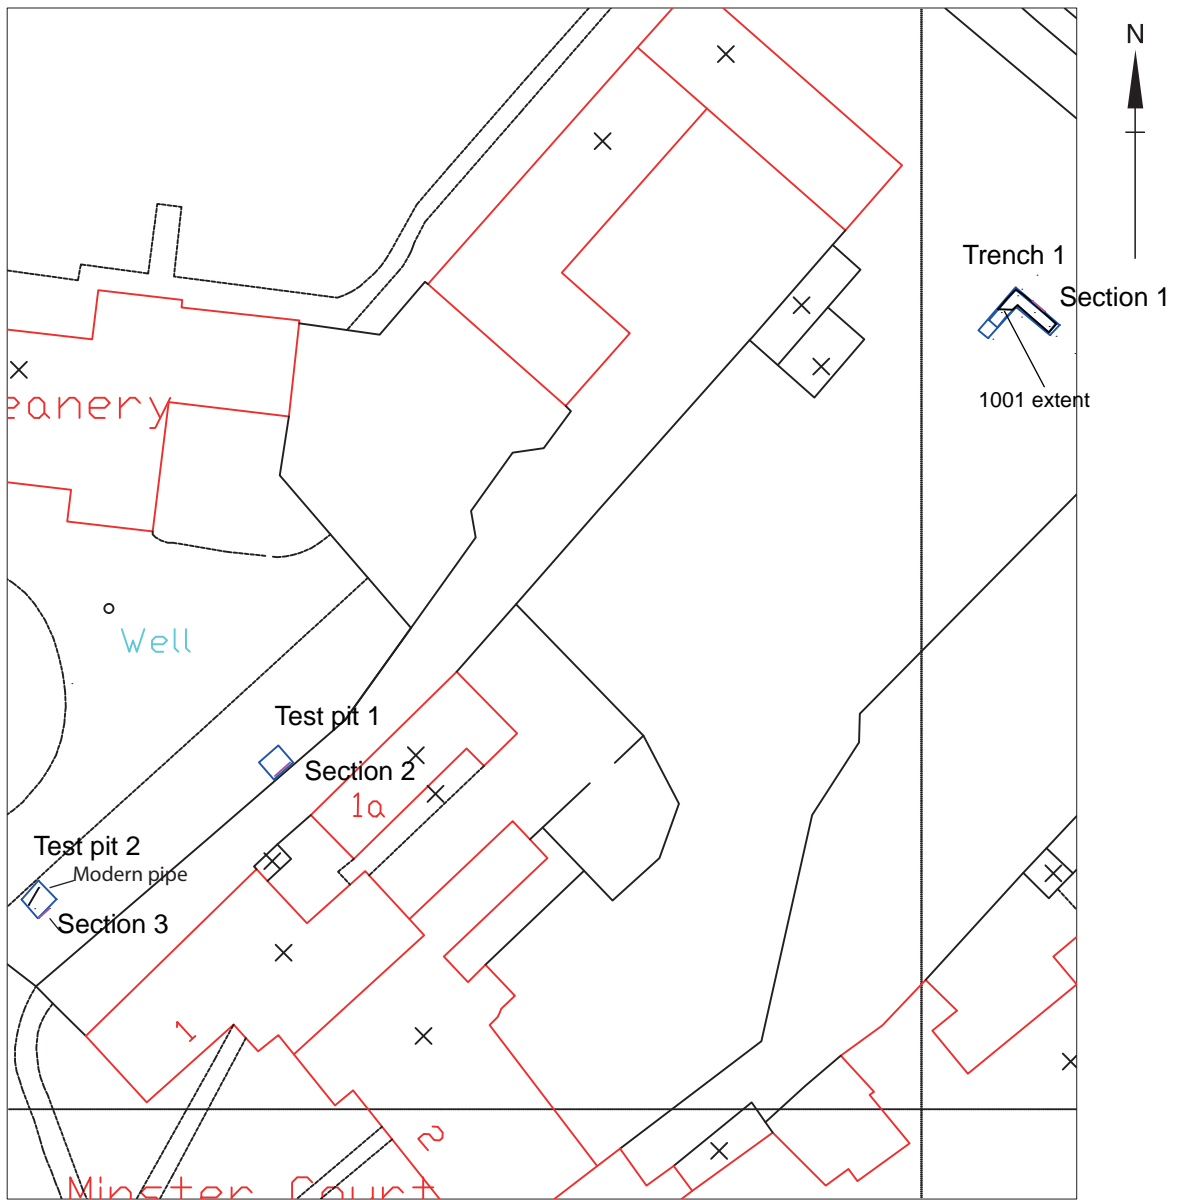 N
Trench 1
Section 1
1001 extent
eanery
Well
Test pit 1
Section 2
1a
Test pit 2
Modern pipe
Section 3
1
2
Minster Court